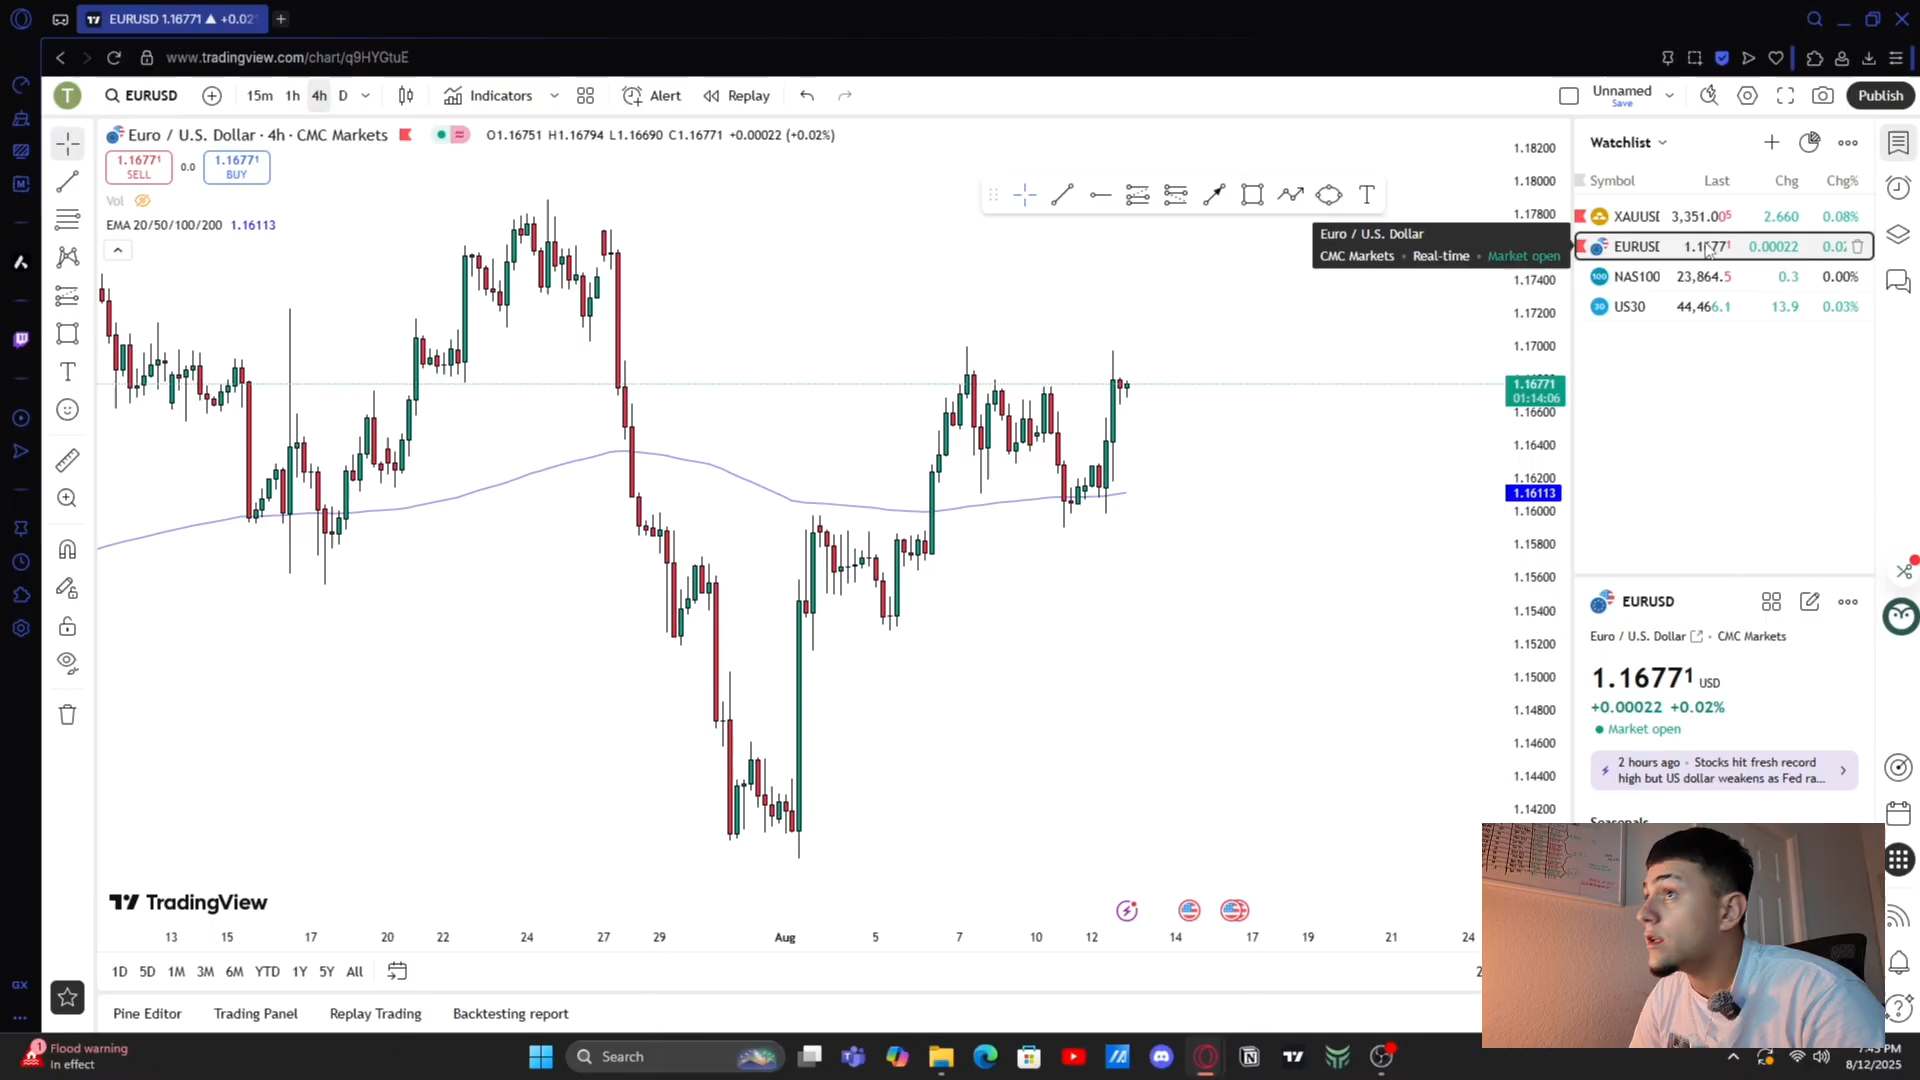 EURUSD 1.16771 ▲ +0.02
www.tradingview.com/chart/q9HYGtuE
T EURUSD 15m 1h 4h D Indicators Alert Replay Unnamed Save Publish
Euro / U.S. Dollar · 4h · CMC Markets O1.16751 H1.16794 L1.16690 C1.16771 +0.00022 (+0.02%)
1.16771 SELL 0.0 1.16771 BUY
Vol
EMA 20/50/100/200 1.16113
Watchlist
Symbol Last Chg Chg%
XAUUSD 3,351.005 2.660 0.08%
EURUSD 0.00022
NAS100 23,864.5 0.3 0.00%
US30 44,466.1 13.9 0.03%
Euro / U.S. Dollar
CMC Markets • Real-time • Market open
1.18200
1.18000
1.17800
1.17400
1.17200
1.17000
1.16771
01:14:06
1.16600
1.16400
1.16200
1.16113
1.16000
1.15800
1.15600
1.15400
1.15200
1.15000
1.14800
1.14600
1.14400
1.14200
EURUSD
Euro / U.S. Dollar • CMC Markets
1.16771 USD
+0.00022 +0.02%
Market open
2 hours ago • Stocks hit fresh record
high but US dollar weakens as Fed ra...
TradingView
13 15 17 20 22 24 27 29 Aug 5 7 10 12 14 17 19 21 24
1D 5D 1M 3M 6M YTD 1Y 5Y All
Pine Editor Trading Panel Replay Trading Backtesting report
GX
Flood warning
In effect
Search
8/12/2025